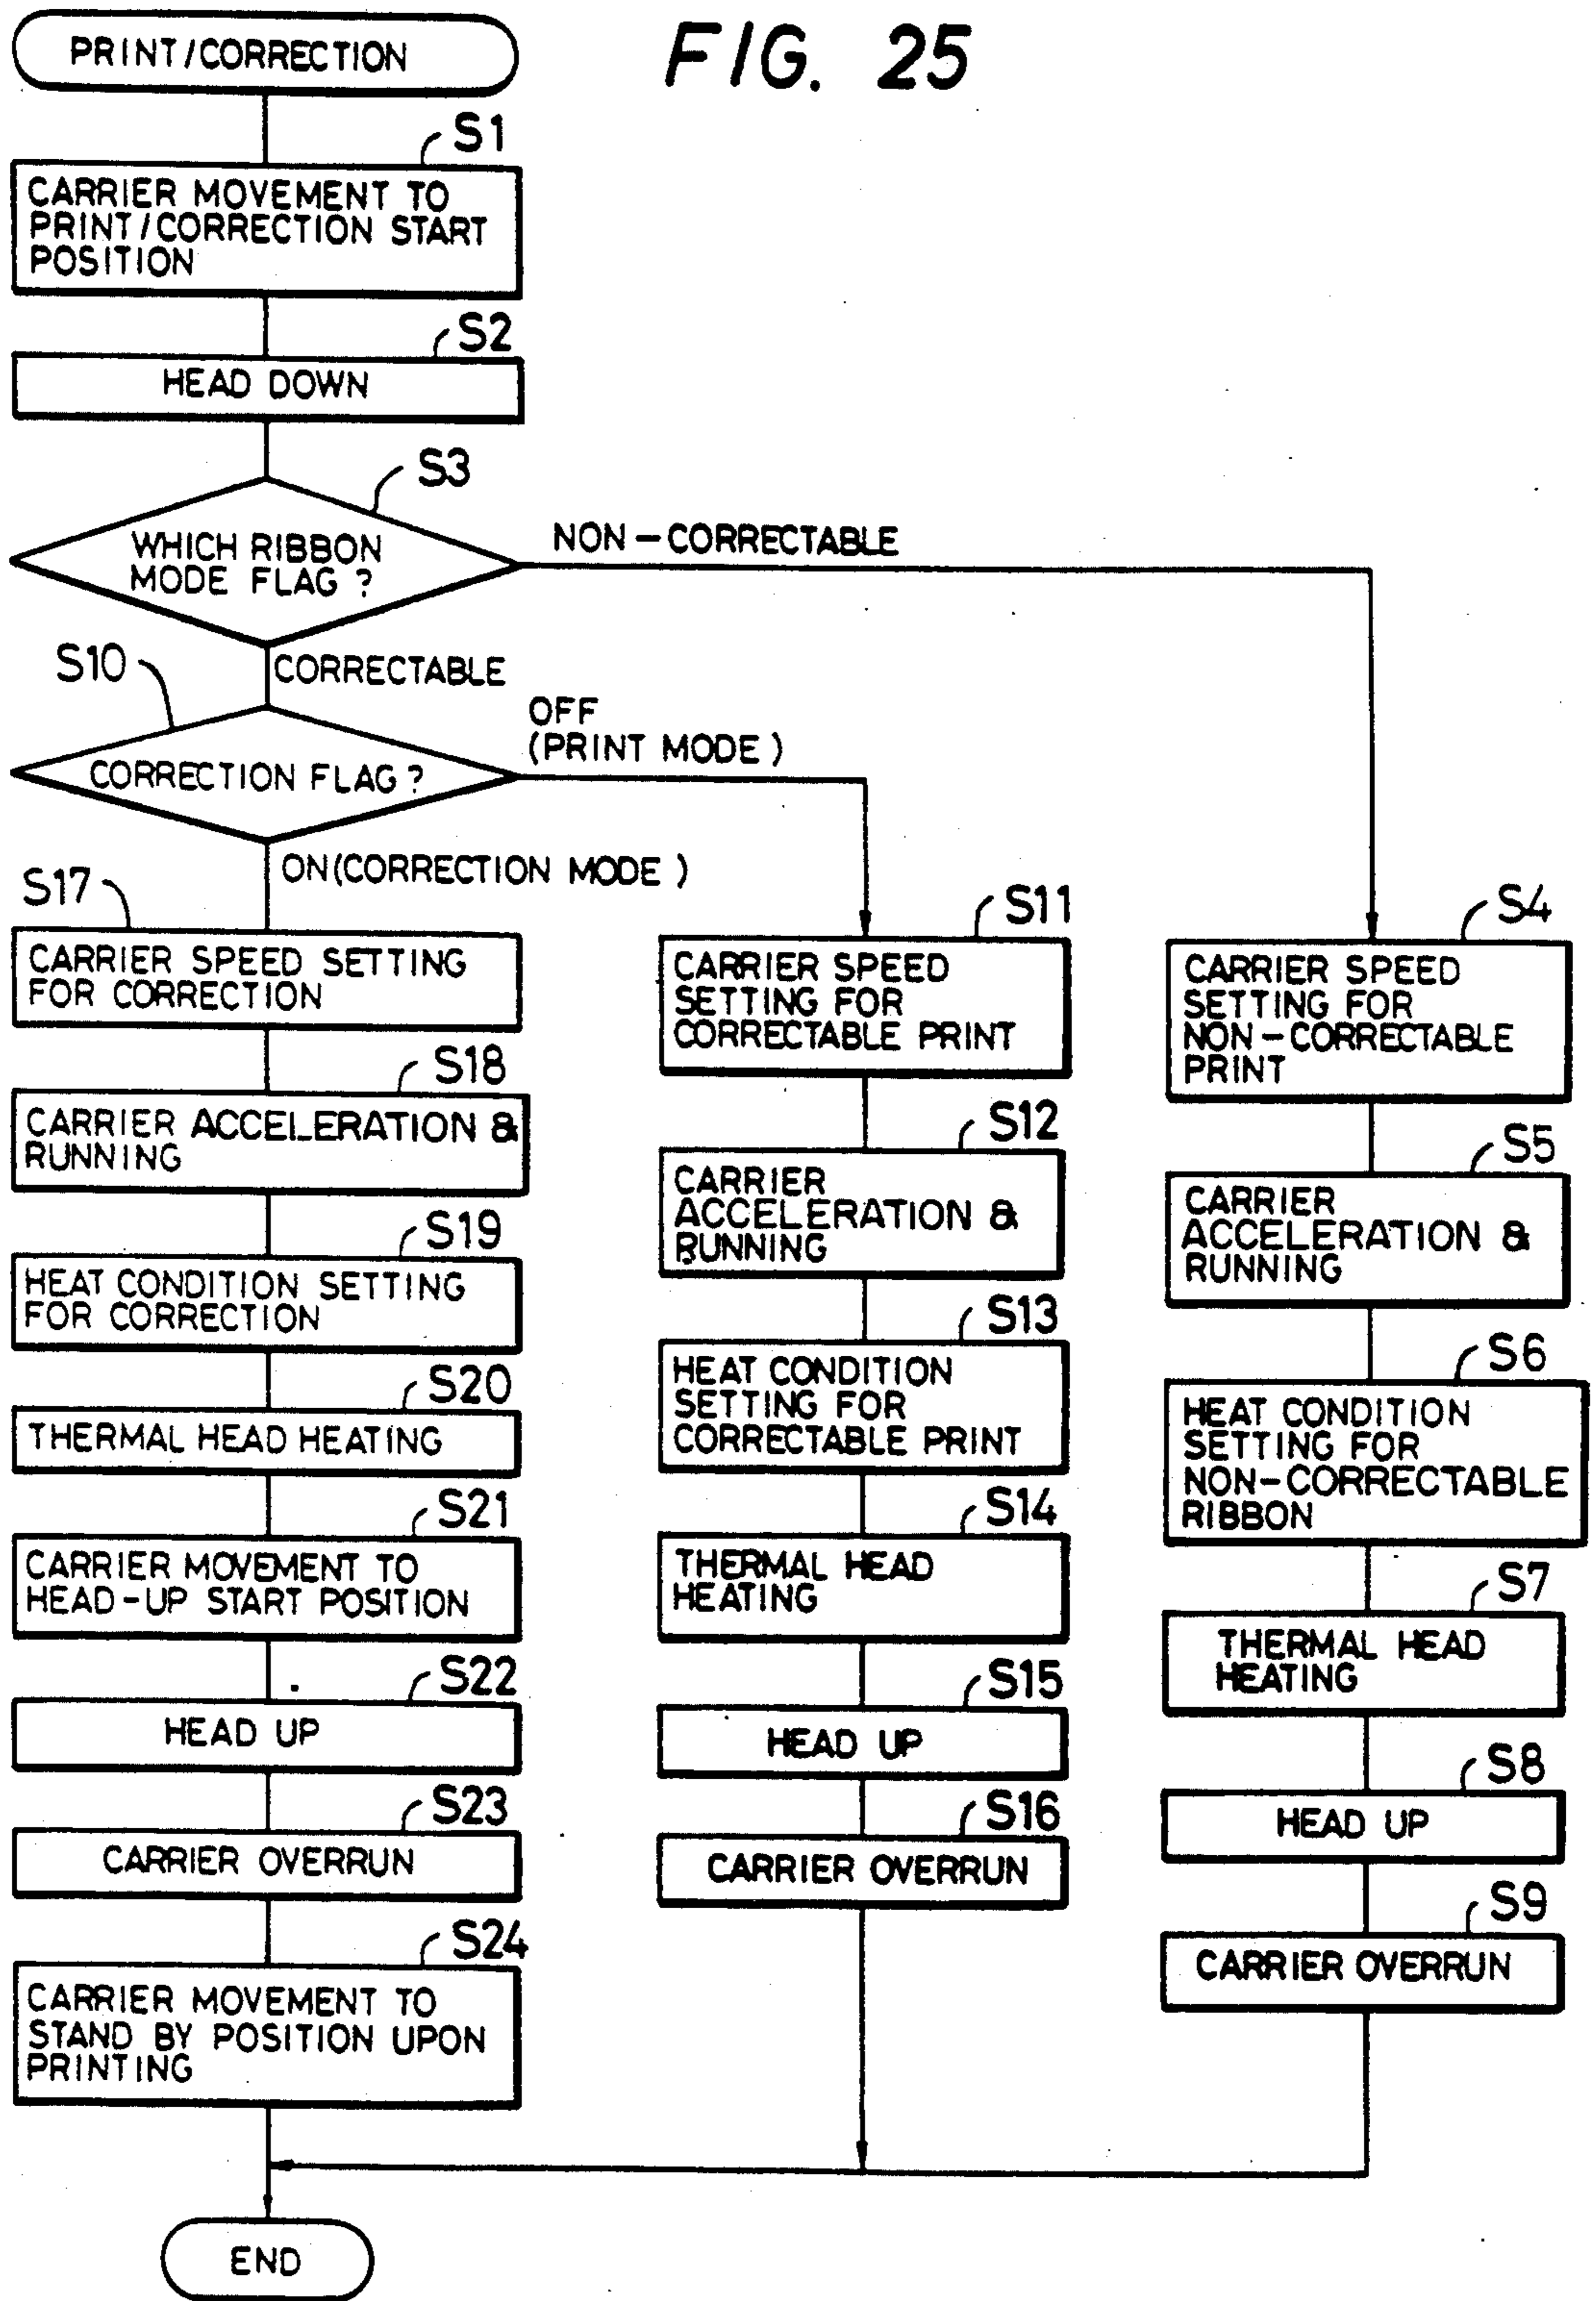 FIG. 25
PRINT/CORRECTION
S1
CARRIER MOVEMENT TO
PRINT/CORRECTION START
POSITION
S2
HEAD DOWN
S3
WHICH RIBBON
MODE FLAG ?
NON-CORRECTABLE
CORRECTABLE
S10
CORRECTION FLAG ?
OFF
(PRINT MODE )
ON(CORRECTION MODE )
S17
CARRIER SPEED SETTING
FOR CORRECTION
S18
CARRIER ACCELERATION &
RUNNING
S19
HEAT CONDITION SETTING
FOR CORRECTION
S20
THERMAL HEAD HEATING
S21
CARRIER MOVEMENT TO
HEAD-UP START POSITION
S22
HEAD UP
S23
CARRIER OVERRUN
S24
CARRIER MOVEMENT TO
STAND BY POSITION UPON
PRINTING
S11
CARRIER SPEED
SETTING FOR
CORRECTABLE PRINT
S12
CARRIER
ACCELERATION &
RUNNING
S13
HEAT CONDITION
SETTING FOR
CORRECTABLE PRINT
S14
THERMAL HEAD
HEATING
S15
HEAD UP
S16
CARRIER OVERRUN
S4
CARRIER SPEED
SETTING FOR
NON-CORRECTABLE
PRINT
S5
CARRIER
ACCELERATION &
RUNNING
S6
HEAT CONDITION
SETTING FOR
NON-CORRECTABLE
RIBBON
S7
THERMAL HEAD
HEATING
S8
HEAD UP
S9
CARRIER OVERRUN
END